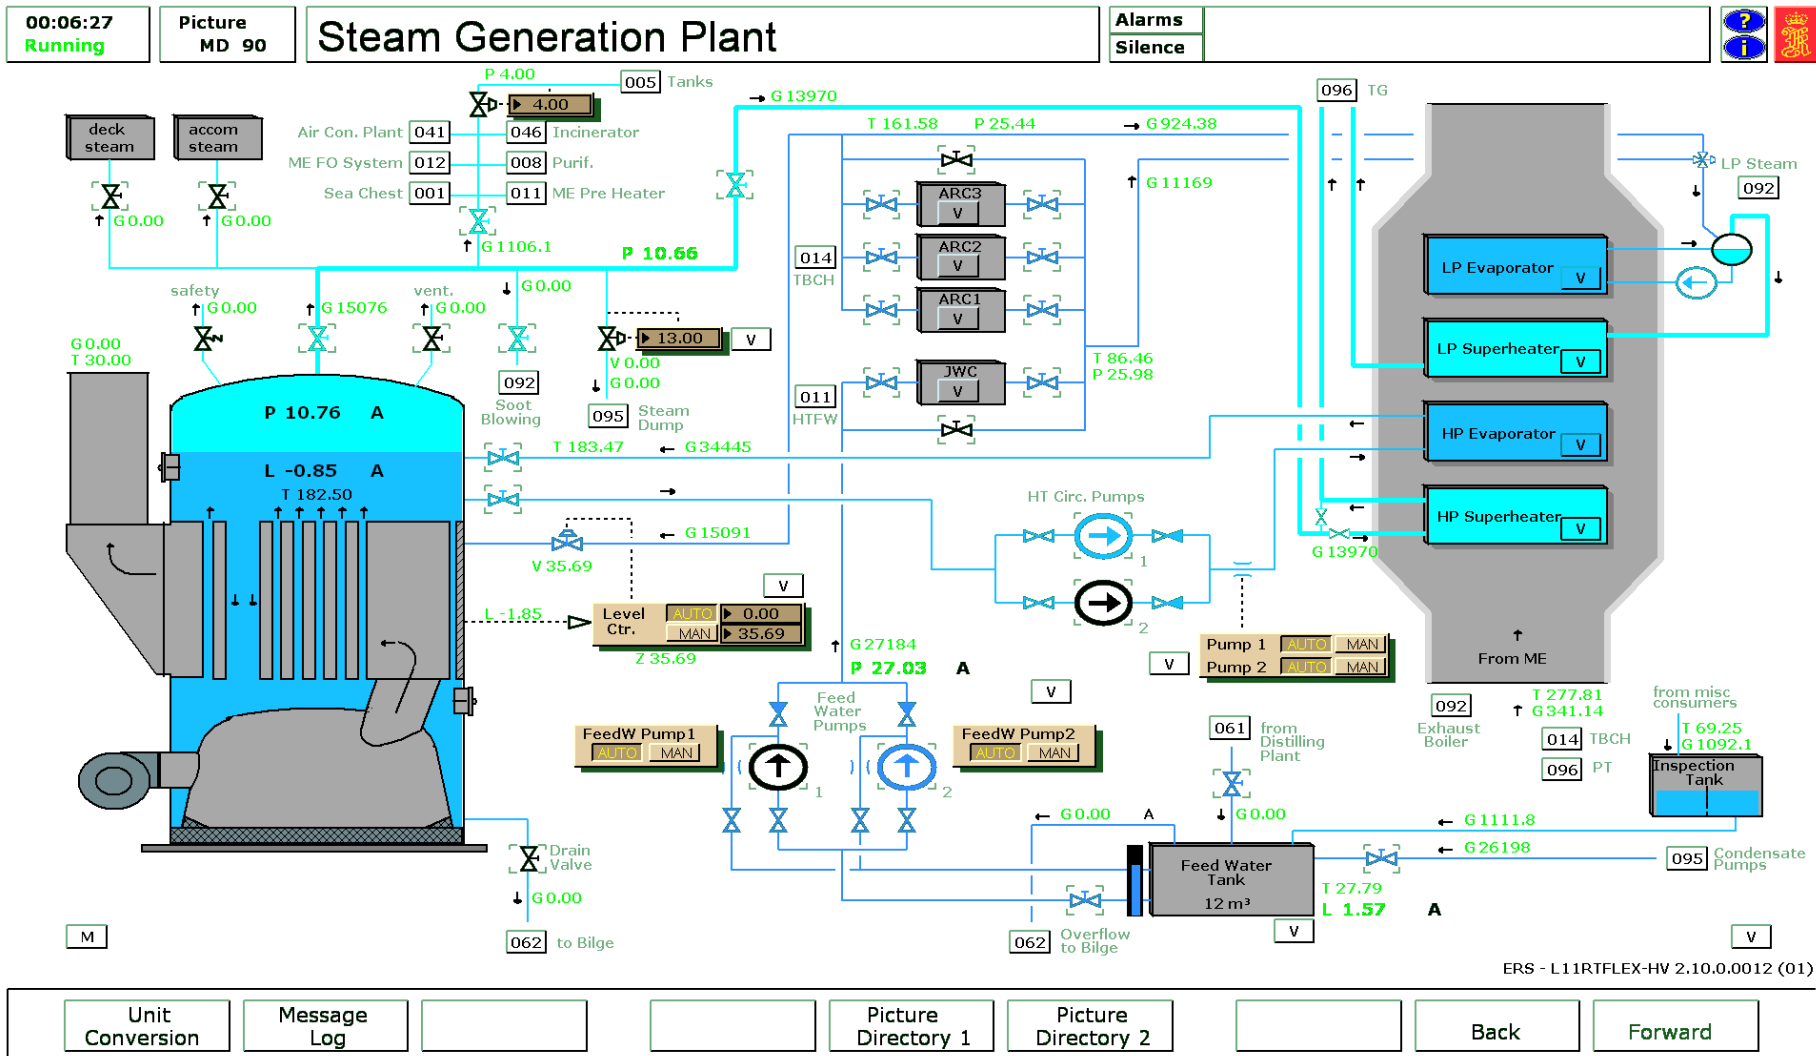 00:06:27
Running
Picture
MD 90
Steam Generation Plant
Alarms
Silence
?
i
P 4.00
005 Tanks
4.00
G 13970
096 TG
deck
steam
accom
steam
Air Con. Plant 041
046 Incinerator
ME FO System 012
008 Purif.
Sea Chest 001
011 ME Pre Heater
T 161.58
P 25.44
G 924.38
LP Steam
092
G 11169
G 0.00
G 0.00
G 1106.1
P 10.66
ARC3
V
ARC2
V
ARC1
V
014
TBCH
JWC
V
011
HTFW
T 86.46
P 25.98
LP Evaporator
V
LP Superheater
V
HP Evaporator
V
HP Superheater
V
safety
G 0.00
G 15076
vent.
G 0.00
G 0.00
13.00
V
V 0.00
G 0.00
092
Soot
Blowing
095
Steam
Dump
G 0.00
T 30.00
P 10.76 A
L -0.85 A
T 182.50
T 183.47
G 34445
G 15091
V 35.69
HT Circ. Pumps
1
2
G 13970
V
L -1.85
Level
Ctr.
AUTO
MAN
0.00
35.69
Z 35.69
G 27184
P 27.03 A
V
V
Pump 1 AUTO MAN
Pump 2 AUTO MAN
From ME
092
Exhaust
Boiler
T 277.81
G 341.14
014 TBCH
096 PT
from misc
consumers
T 69.25
G 1092.1
Inspection
Tank
Feed
Water
Pumps
FeedW Pump1
AUTO MAN
FeedW Pump2
AUTO MAN
1
2
061
from
Distilling
Plant
G 0.00
A
G 0.00
G 1111.8
G 26198
095 Condensate
Pumps
Feed Water
Tank
12 m³
T 27.79
L 1.57 A
V
Drain
Valve
G 0.00
062 to Bilge
062
Overflow
to Bilge
M
V
ERS - L11RTFLEX-HV 2.10.0.0012 (01)
Unit
Conversion
Message
Log
Picture
Directory 1
Picture
Directory 2
Back
Forward